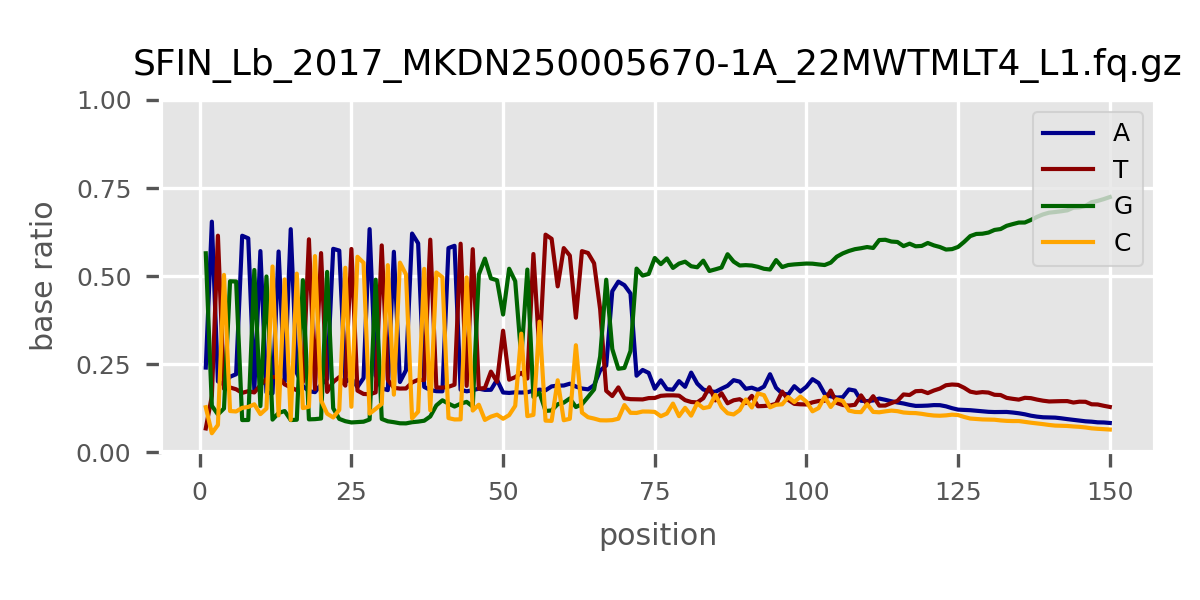 SFIN_Lb_2017_MKDN250005670-1A_22MWTMLT4_L1.fq.gz
1.00
0.75
0.50
0.25
0.00
base ratio
A
T
G
C
0 25 50 75 100 125 150
position